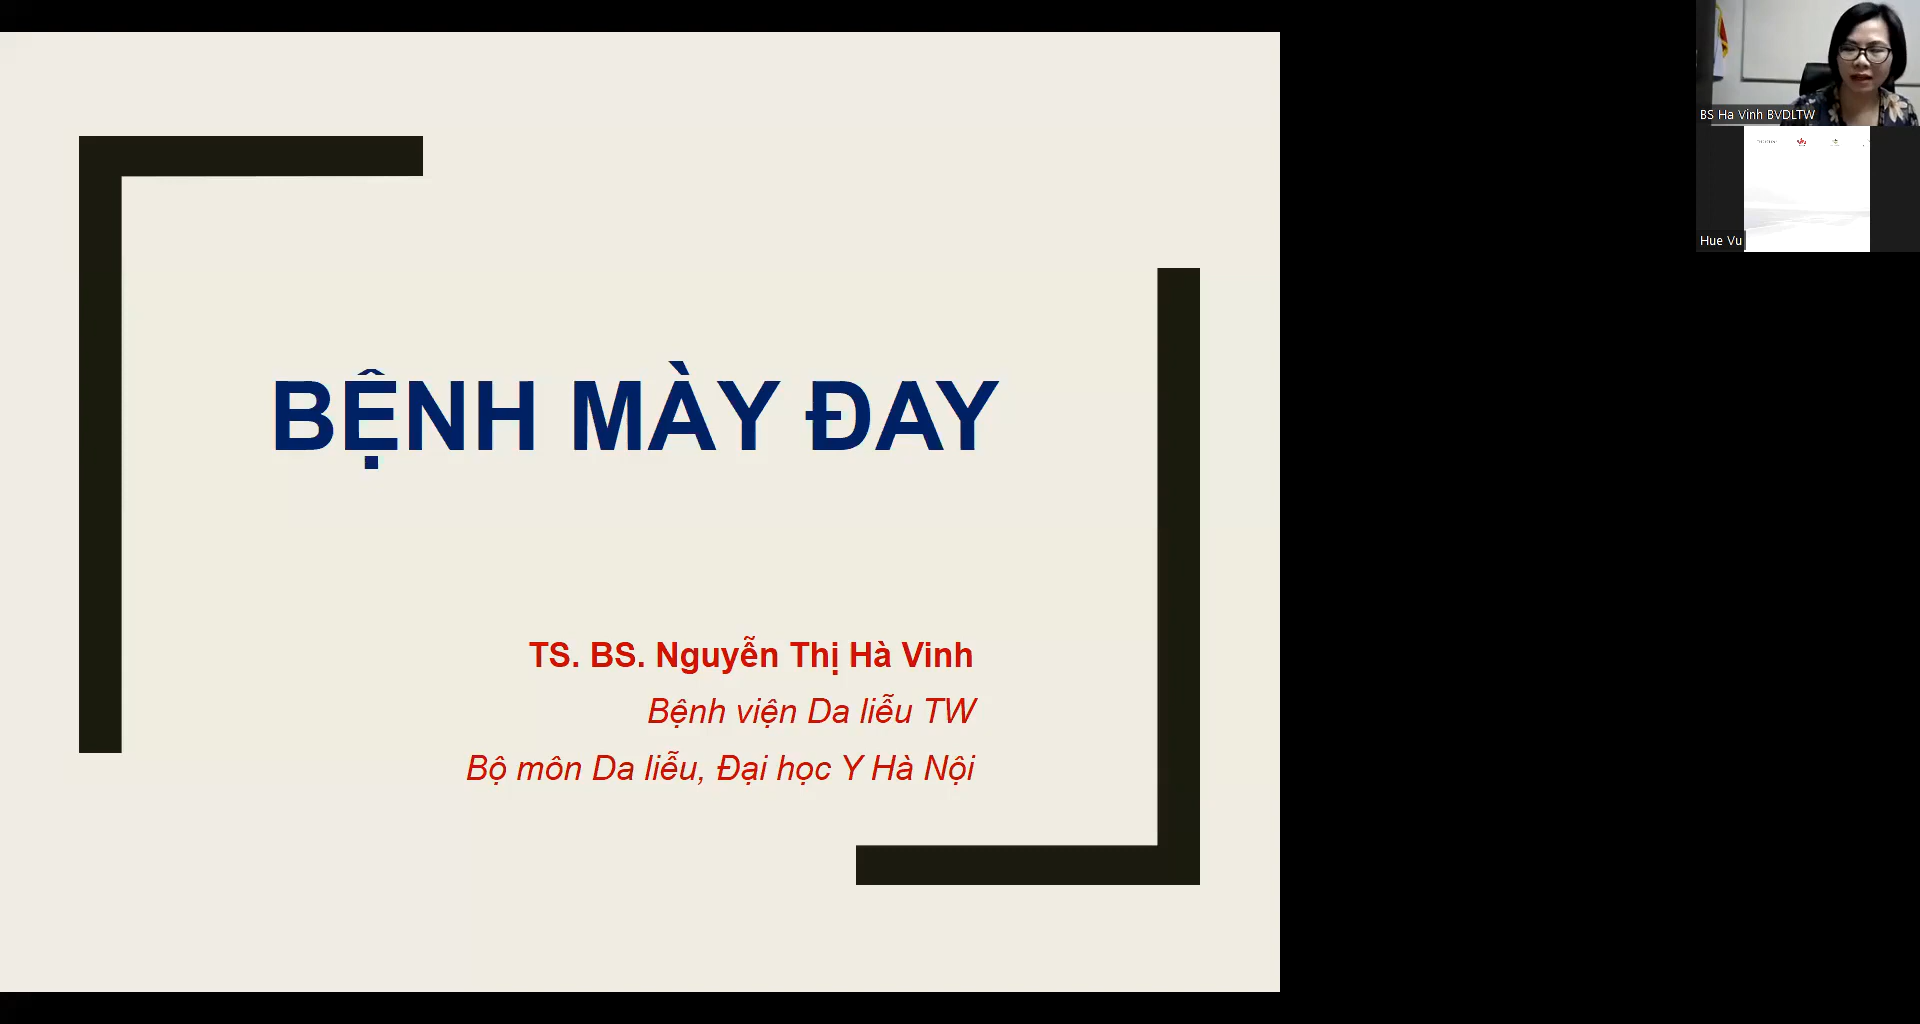 BỆNH MÀY ĐAY
TS. BS. Nguyễn Thị Hà Vinh
Bệnh viện Da liễu TW
Bộ môn Da liễu, Đại học Y Hà Nội
BS Ha Vinh BVDLTW
Hue Vu